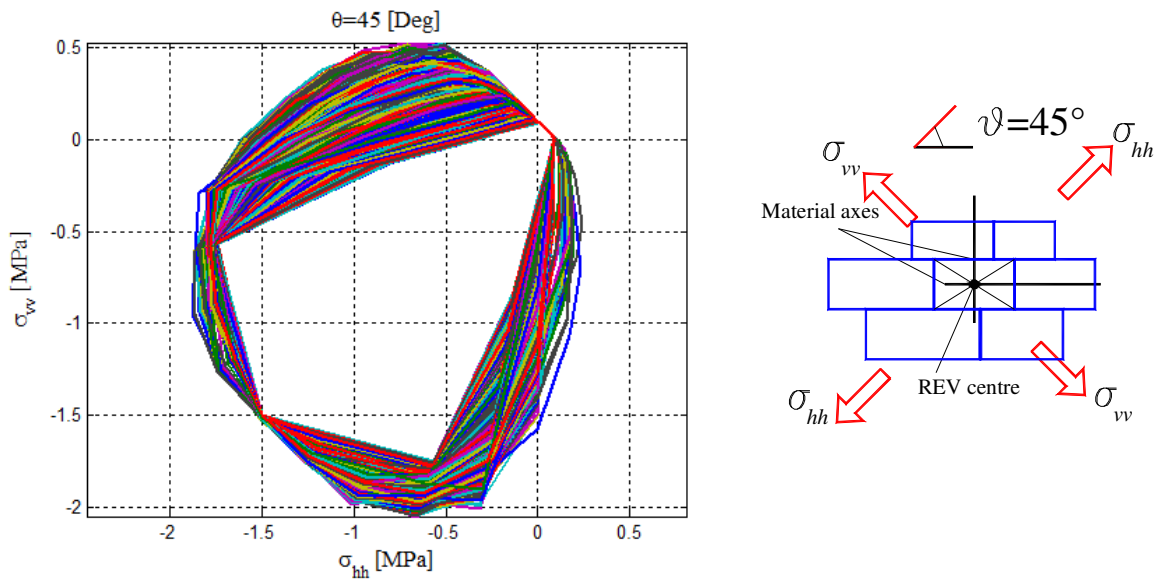 θ=45 [Deg]
0.5
0
-0.5
-1
-1.5
-2
σvv [MPa]
-2
-1.5
-1
-0.5
0
0.5
σhh [MPa]
ϑ=45°
σvv
σhh
Material axes
REV centre
σhh
σvv